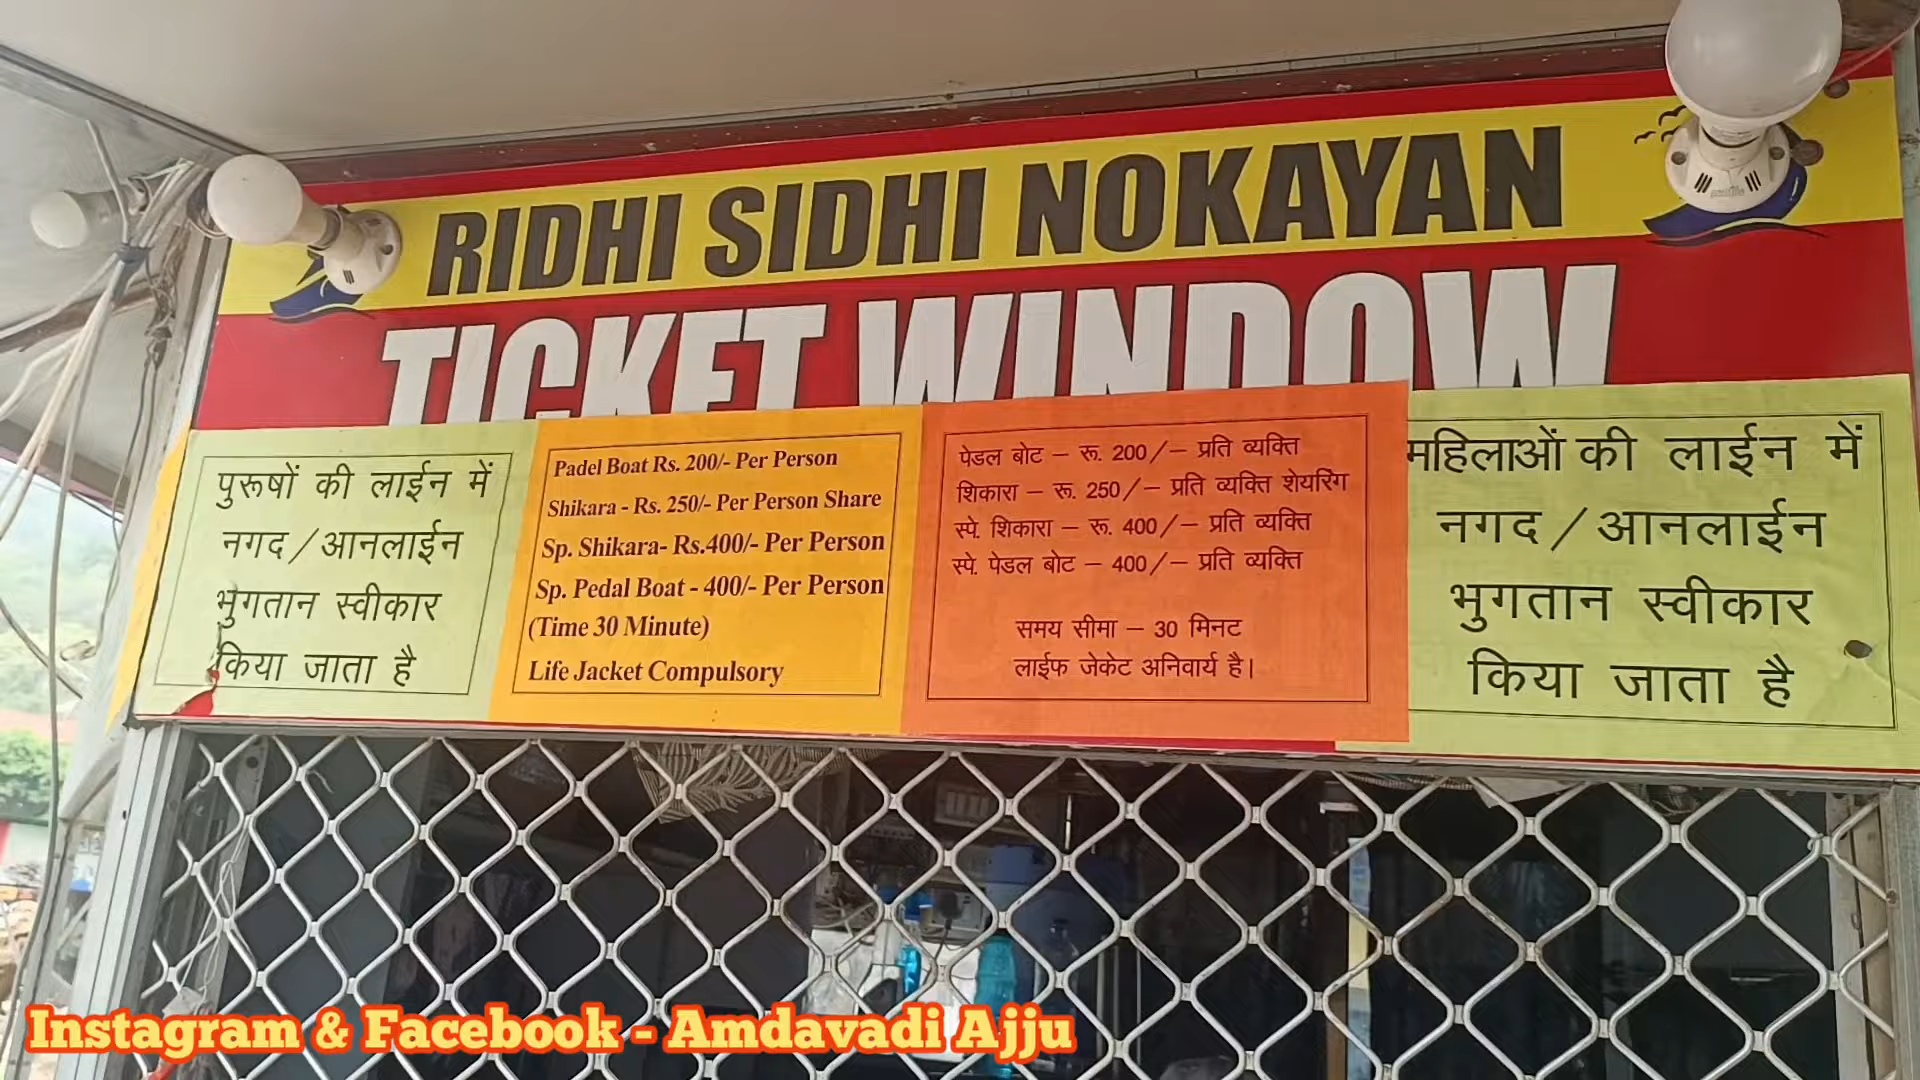 RIDHI SIDHI NOKAYAN
TICKET WINDOW
पुरूषों की लाईन में
नगद/आनलाईन
भुगतान स्वीकार
किया जाता है
Padel Boat Rs. 200/- Per Person
Shikara - Rs. 250/- Per Person Share
Sp. Shikara- Rs.400/- Per Person
Sp. Pedal Boat - 400/- Per Person
(Time 30 Minute)
Life Jacket Compulsory
पेडल बोट – रू. 200/– प्रति व्यक्ति
शिकारा – रू. 250/– प्रति व्यक्ति शेयरिंग
स्पे. शिकारा – रू. 400/– प्रति व्यक्ति
स्पे. पेडल बोट – 400/– प्रति व्यक्ति
समय सीमा – 30 मिनट
लाईफ जेकेट अनिवार्य है।
महिलाओं की लाईन में
नगद/आनलाईन
भुगतान स्वीकार
किया जाता है
Instagram & Facebook - Amdavadi Ajju